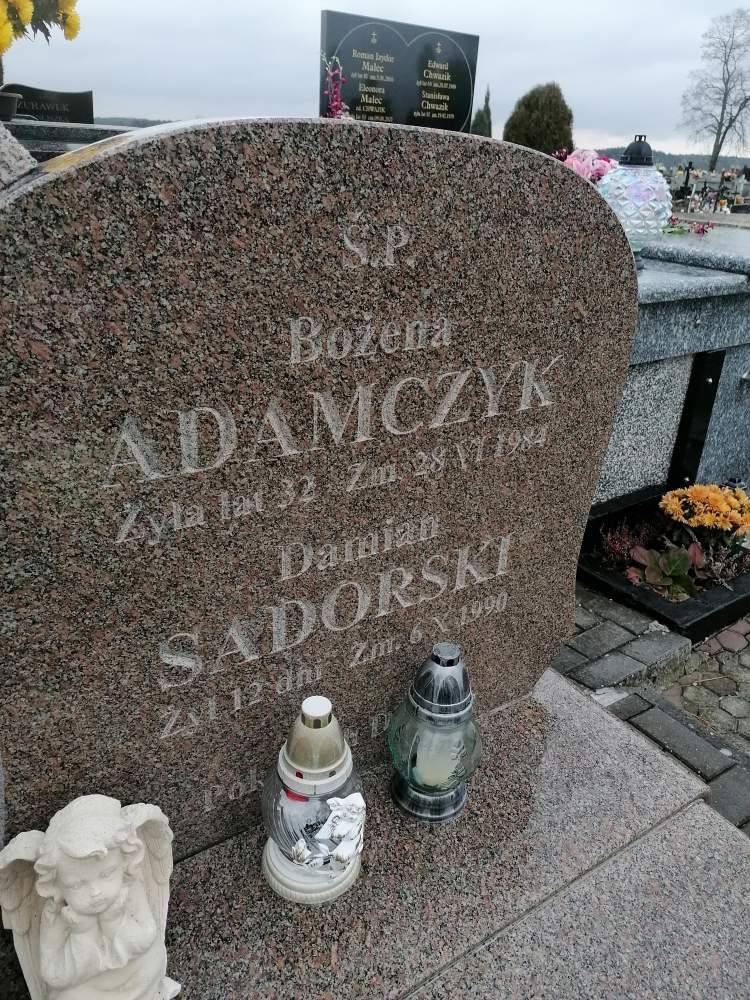 Ś.P.
Bożena
ADAMCZYK
Żyła lat 32 Zm. 28 VI 1984
Damian
SADORSKI
Żył 12 dni Zm. 6 X 1990
Roman Izydor
Malec
Eleonora
Malec
Edward
Chwazik
Stanisława
Chwazik